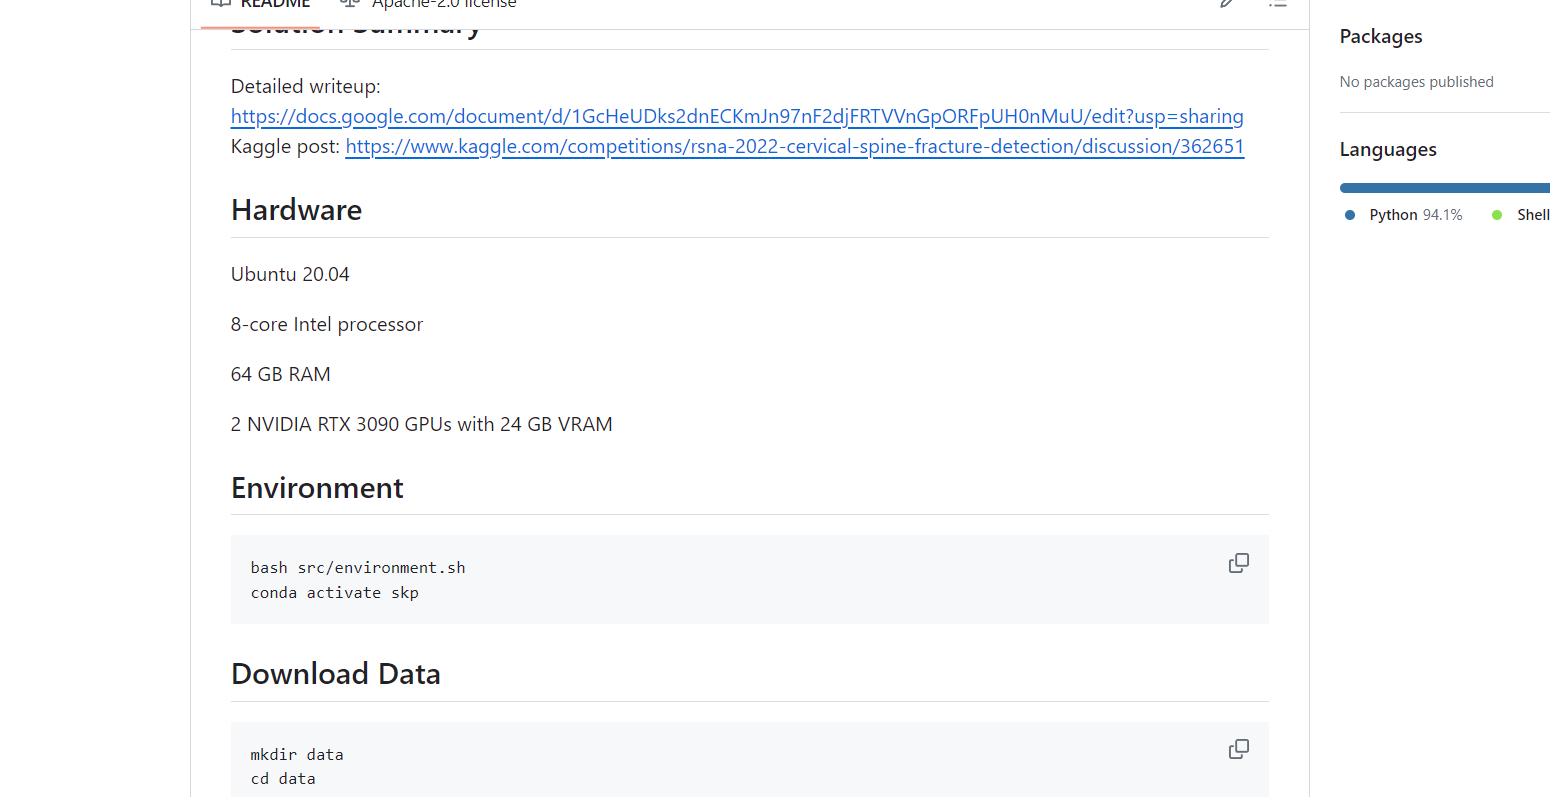 README
Apache-2.0 license
Solution Summary
Detailed writeup:
https://docs.google.com/document/d/1GcHeUDks2dnECKmJn97nF2djFRTVVnGpORFpUH0nMuU/edit?usp=sharing
Kaggle post: https://www.kaggle.com/competitions/rsna-2022-cervical-spine-fracture-detection/discussion/362651
Hardware
Ubuntu 20.04
8-core Intel processor
64 GB RAM
2 NVIDIA RTX 3090 GPUs with 24 GB VRAM
Environment
bash src/environment.sh
conda activate skp
Download Data
mkdir data
cd data
Packages
No packages published
Languages
Python 94.1%
Shell